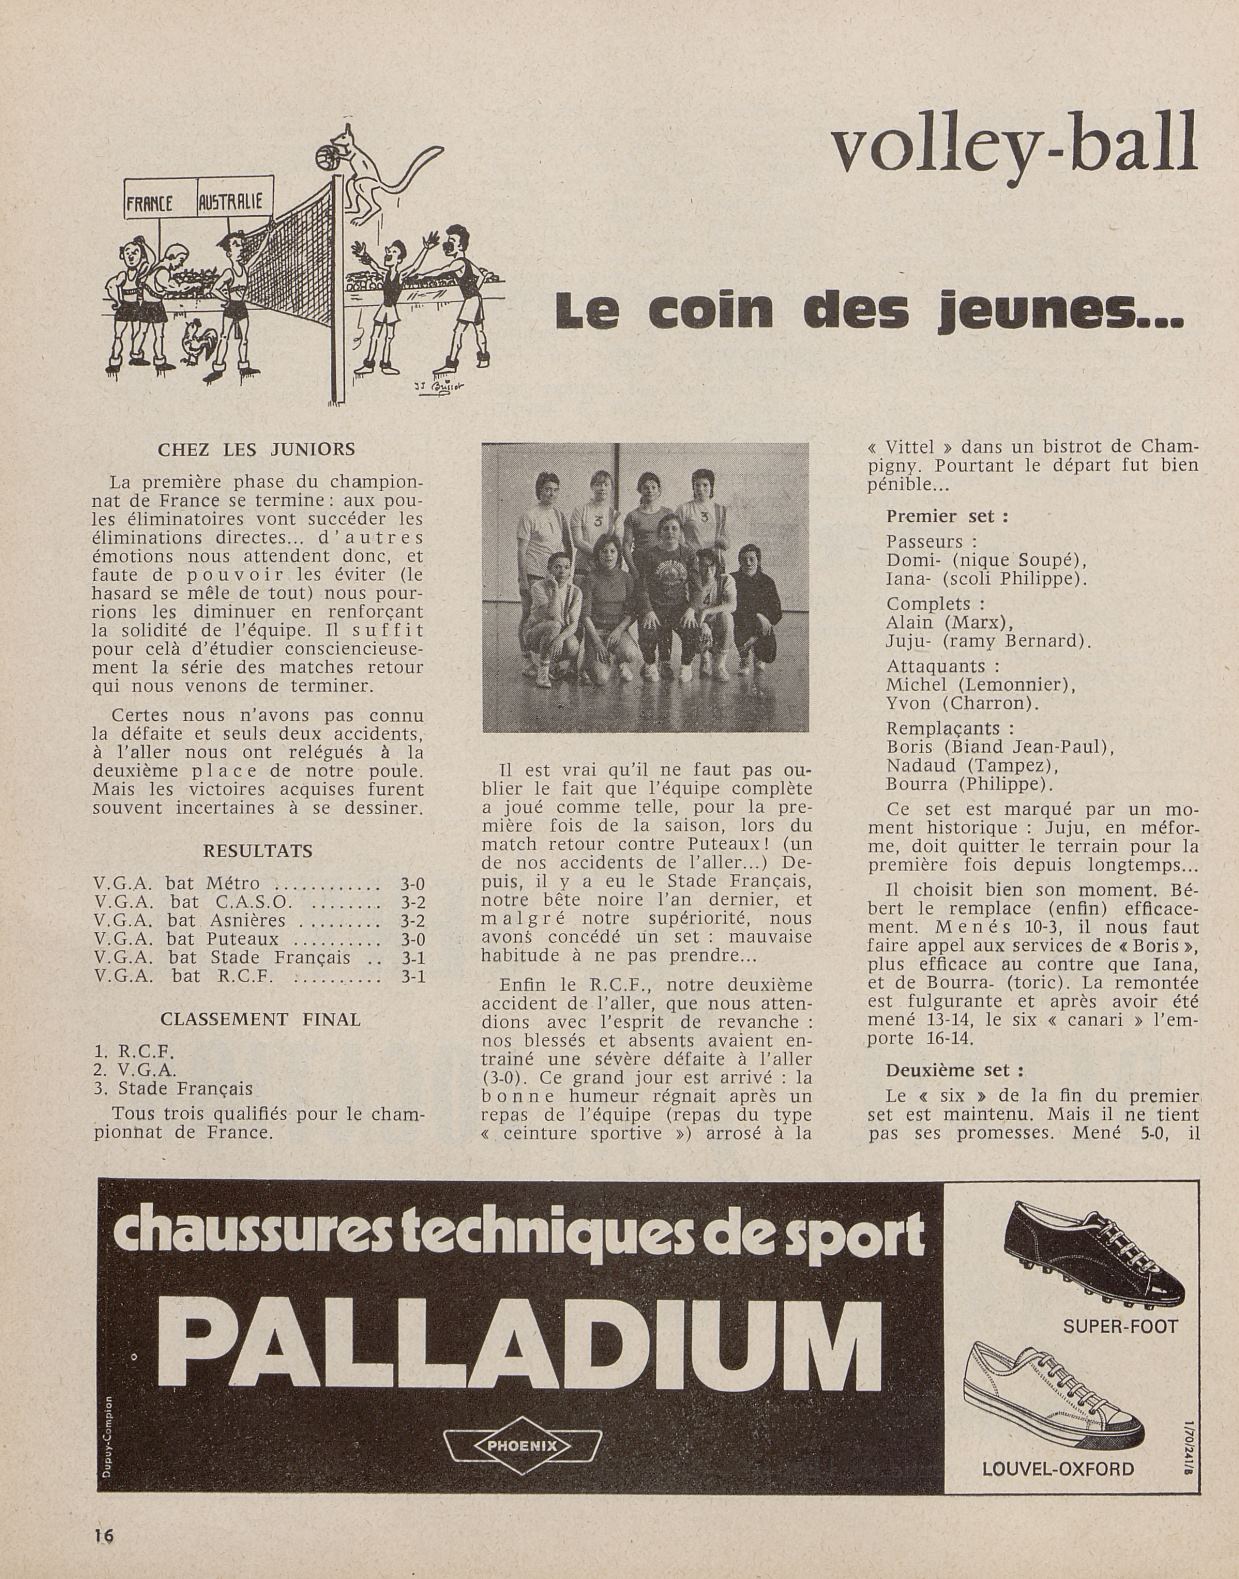 volley-ball
FRANCE AUSTRALIE
Le coin des jeunes...
CHEZ LES JUNIORS
La première phase du champion-
nat de France se termine : aux pou-
les éliminatoires vont succéder les
éliminations directes... d'autres
émotions nous attendent donc, et
faute de pouvoir les éviter (le
hasard se mêle de tout) nous pour-
rions les diminuer en renforçant
la solidité de l'équipe. Il suffit
pour celà d'étudier consciencieuse-
ment la série des matches retour
qui nous venons de terminer.
Certes nous n'avons pas connu
la défaite et seuls deux accidents,
à l'aller nous ont relégués à la
deuxième place de notre poule.
Mais les victoires acquises furent
souvent incertaines à se dessiner.
RESULTATS
V.G.A. bat Métro ............ 3-0
V.G.A. bat C.A.S.O. ........ 3-2
V.G.A. bat Asnières ......... 3-2
V.G.A. bat Puteaux .......... 3-0
V.G.A. bat Stade Français .. 3-1
V.G.A. bat R.C.F. .......... 3-1
CLASSEMENT FINAL
1. R.C.F.
2. V.G.A.
3. Stade Français
Tous trois qualifiés pour le cham-
pionnat de France.
Il est vrai qu'il ne faut pas ou-
blier le fait que l'équipe complète
a joué comme telle, pour la pre-
mière fois de la saison, lors du
match retour contre Puteaux ! (un
de nos accidents de l'aller...) De-
puis, il y a eu le Stade Français,
notre bête noire l'an dernier, et
malgré notre supériorité, nous
avons concédé un set : mauvaise
habitude à ne pas prendre...
Enfin le R.C.F., notre deuxième
accident de l'aller, que nous atten-
dions avec l'esprit de revanche :
nos blessés et absents avaient en-
trainé une sévère défaite à l'aller
(3-0). Ce grand jour est arrivé : la
bonne humeur régnait après un
repas de l'équipe (repas du type
« ceinture sportive ») arrosé à la
« Vittel » dans un bistrot de Cham-
pigny. Pourtant le départ fut bien
pénible...
Premier set :
Passeurs :
Domi- (nique Soupé),
Iana- (scoli Philippe).
Complets :
Alain (Marx),
Juju- (ramy Bernard).
Attaquants :
Michel (Lemonnier),
Yvon (Charron).
Remplaçants :
Boris (Biand Jean-Paul),
Nadaud (Tampez),
Bourra (Philippe).
Ce set est marqué par un mo-
ment historique : Juju, en méfor-
me, doit quitter le terrain pour la
première fois depuis longtemps...
Il choisit bien son moment. Bé-
bert le remplace (enfin) efficace-
ment. Menés 10-3, il nous faut
faire appel aux services de « Boris »,
plus efficace au contre que Iana,
et de Bourra- (toric). La remontée
est fulgurante et après avoir été
mené 13-14, le six « canari » l'em-
porte 16-14.
Deuxième set :
Le « six » de la fin du premier
set est maintenu. Mais il ne tient
pas ses promesses. Mené 5-0, il
chaussures techniques de sport
PALLADIUM
PHOENIX
Dupuy-Compton
SUPER-FOOT
LOUVEL-OXFORD
1/70/241/B
16